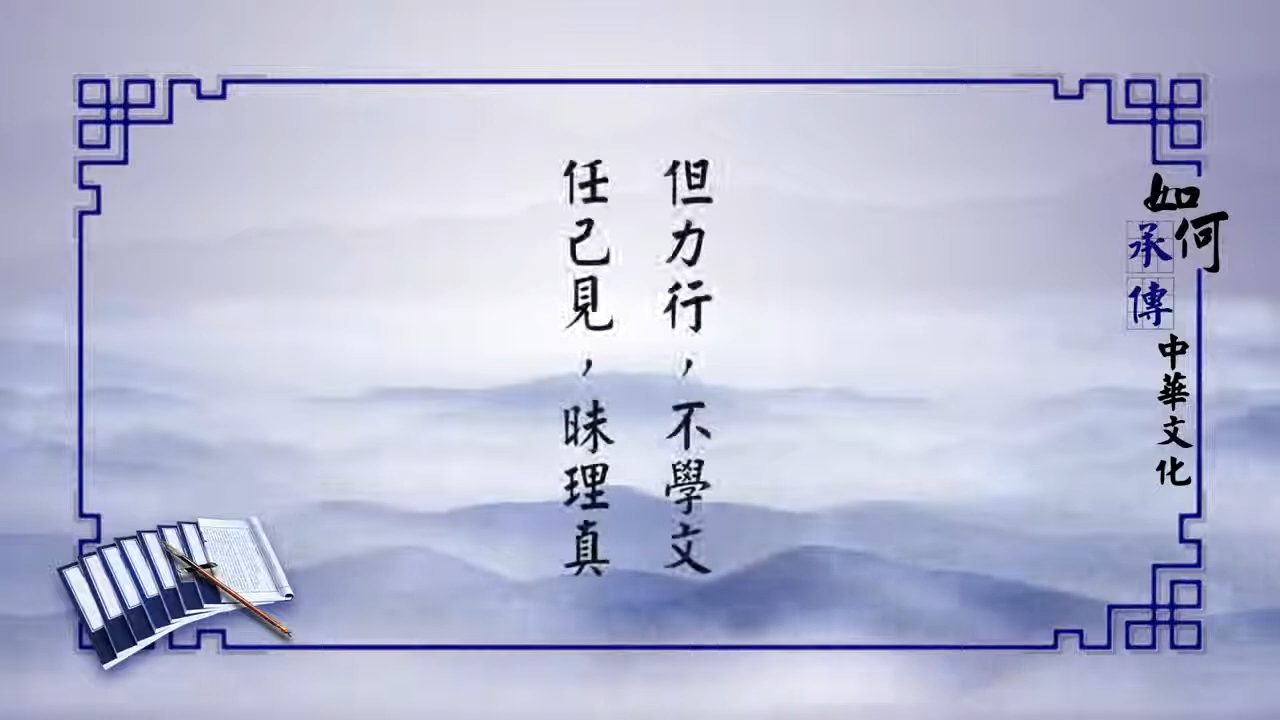 如何
承傳
中華文化
但力行，不學文
任己見，昧理真